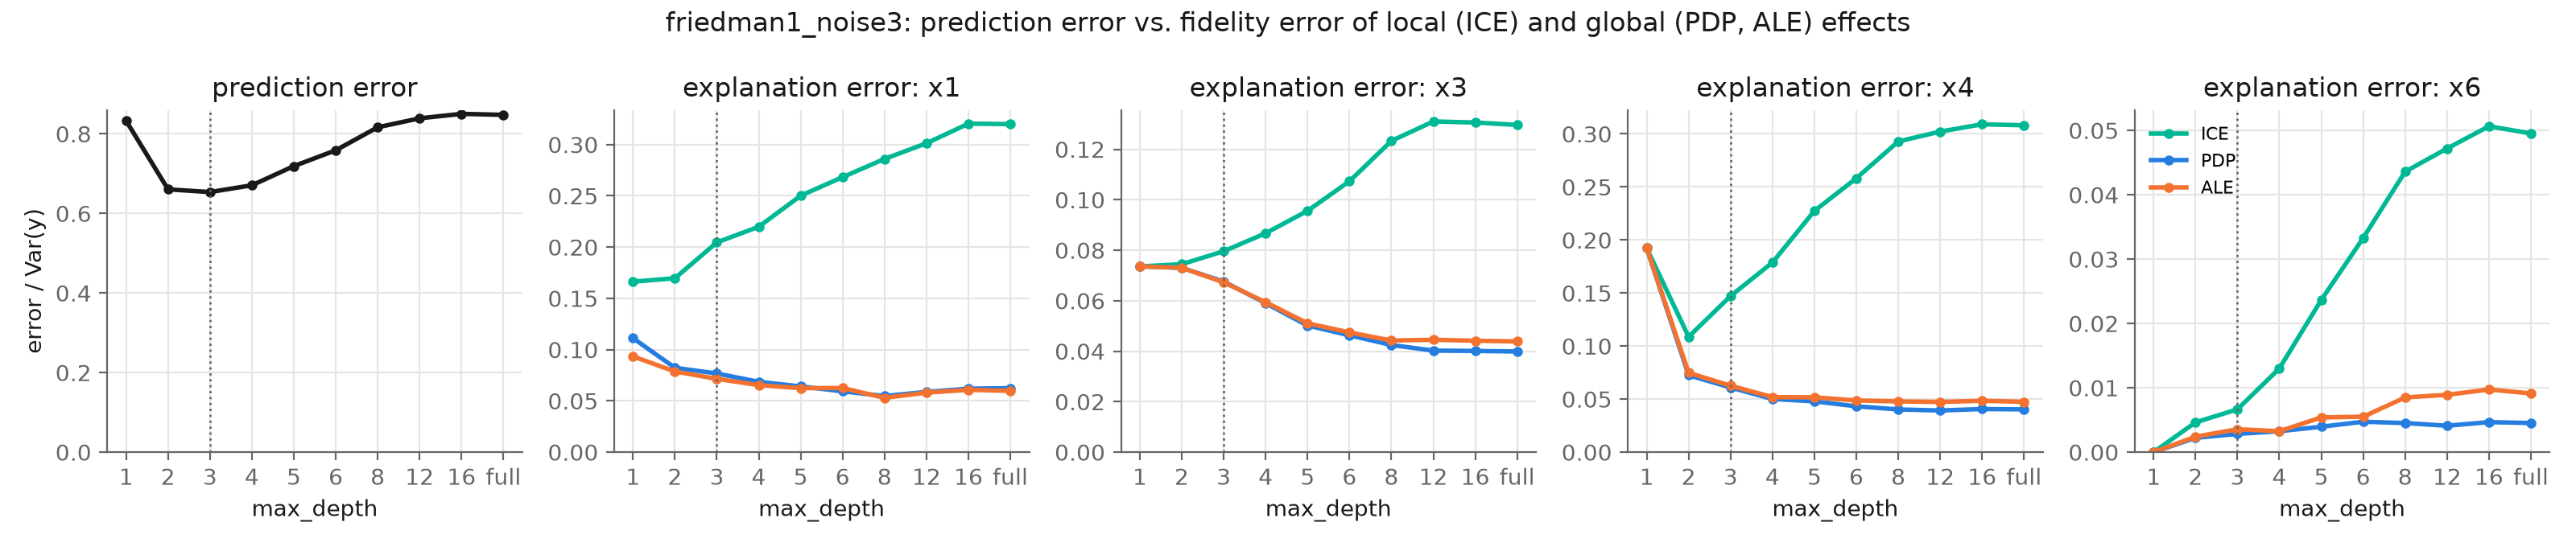 friedman1_noise3: prediction error vs. fidelity error of local (ICE) and global (PDP, ALE) effects
prediction error
error / Var(y)
0.8
0.6
0.4
0.2
0.0
1 2 3 4 5 6 8 12 16 full
max_depth
explanation error: x1
0.30
0.25
0.20
0.15
0.10
0.05
0.00
1 2 3 4 5 6 8 12 16 full
max_depth
explanation error: x3
0.12
0.10
0.08
0.06
0.04
0.02
0.00
1 2 3 4 5 6 8 12 16 full
max_depth
explanation error: x4
0.30
0.25
0.20
0.15
0.10
0.05
0.00
1 2 3 4 5 6 8 12 16 full
max_depth
explanation error: x6
0.05
0.04
0.03
0.02
0.01
0.00
ICE
PDP
ALE
1 2 3 4 5 6 8 12 16 full
max_depth